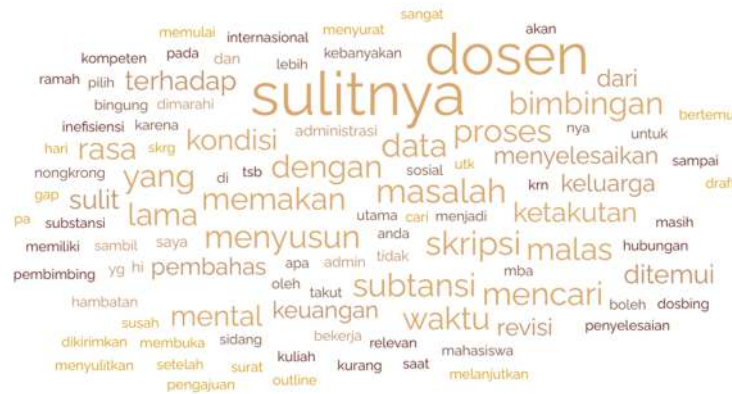 sangat
memulai internasional menyurat akan
kompeten pada dan lebih kebanyakan dosen
ramah pilih terhadap sulitnya dari
bingung dimarahi bimbingan bertemu
inefisiensi karena administrasi proses nya untuk
hari rasa skrg kondisi data menyelesaikan sampai
nongkrong yang di tsb dengan sosial utk krn keluarga draft
gap sulit memakan masalah
pa substansi lama utama cari menjadi ketakutan masih
memiliki sambil saya menyusun anda skripsi malas hubungan
pembimbing yg hi pembahas apa admin tidak mba ditemui
hambatan oleh takut subtansi mencari boleh dosbing
susah mental keuangan waktu revisi penyelesaian
dikirimkan membuka sidang bekerja relevan mahasiswa
menyulitkan setelah surat kuliah kurang saat melanjutkan
pengajuan outline